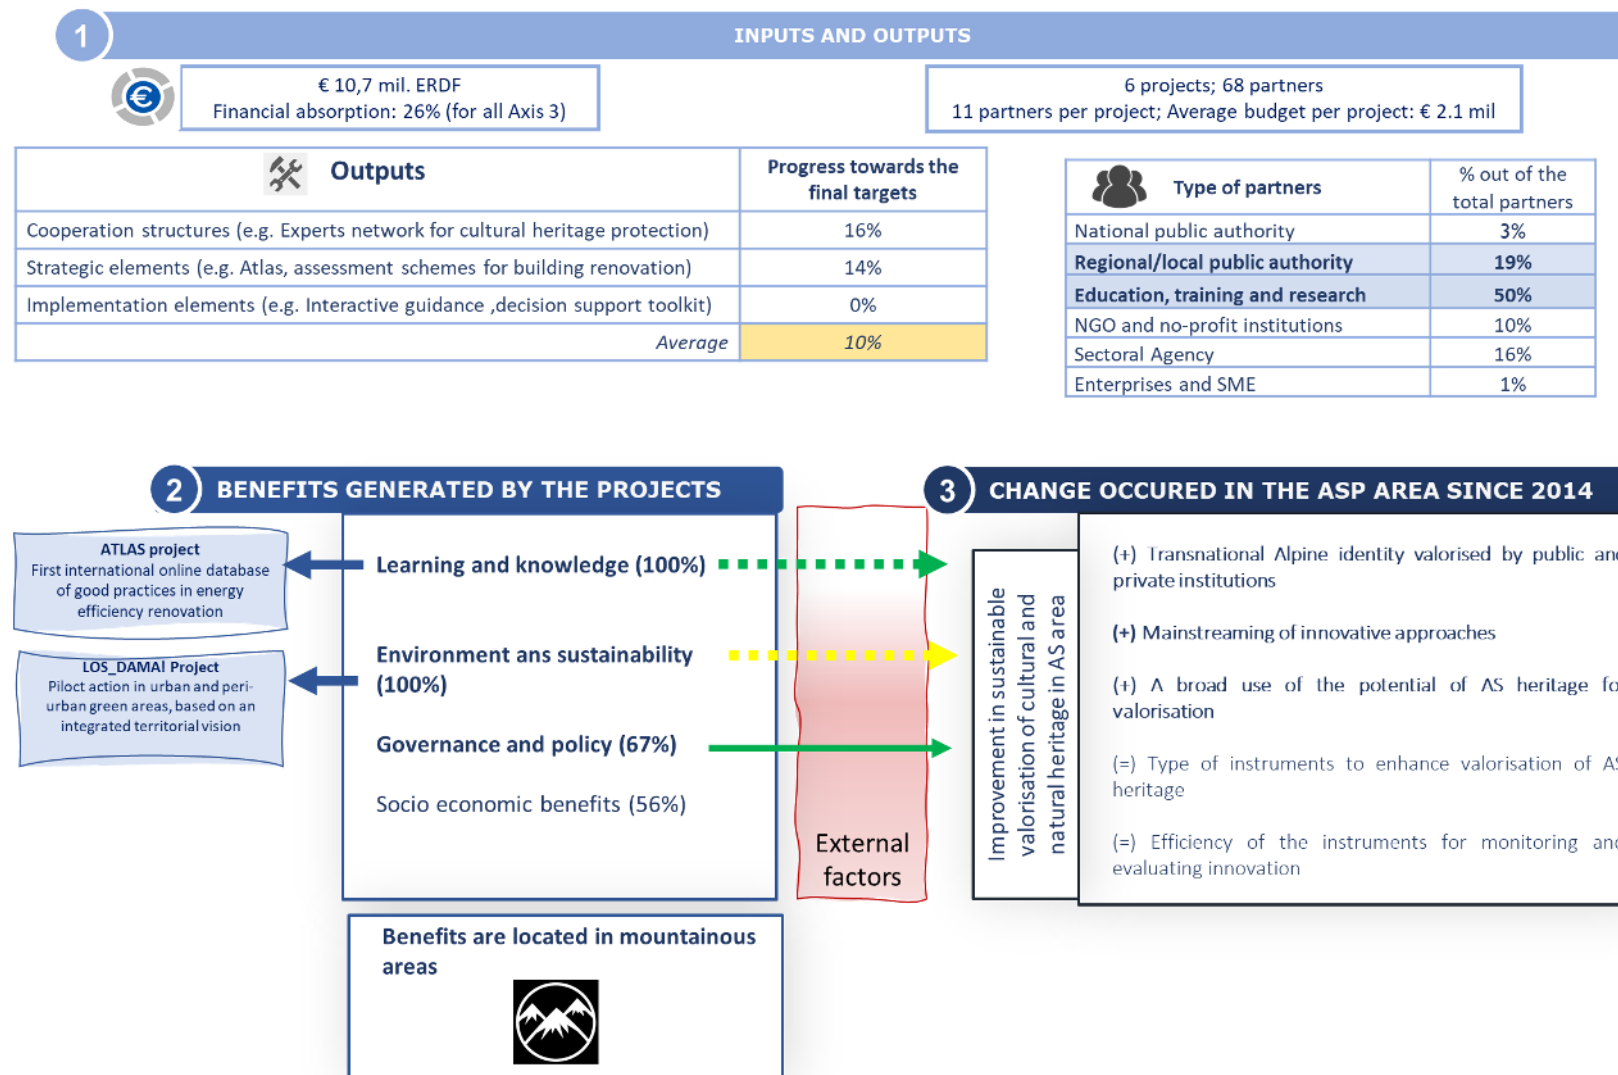 1
INPUTS AND OUTPUTS
€ 10,7 mil. ERDF
Financial absorption: 26% (for all Axis 3)
6 projects; 68 partners
11 partners per project; Average budget per project: € 2.1 mil
Outputs
Progress towards the
final targets
Cooperation structures (e.g. Experts network for cultural heritage protection) 16%
Strategic elements (e.g. Atlas, assessment schemes for building renovation) 14%
Implementation elements (e.g. Interactive guidance ,decision support toolkit) 0%
Average 10%
Type of partners
% out of the
total partners
National public authority 3%
Regional/local public authority 19%
Education, training and research 50%
NGO and no-profit institutions 10%
Sectoral Agency 16%
Enterprises and SME 1%
2
BENEFITS GENERATED BY THE PROJECTS
ATLAS project
First international online database
of good practices in energy
efficiency renovation
LOS_DAMAI Project
Piloct action in urban and peri-
urban green areas, based on an
integrated territorial vision
Learning and knowledge (100%)
Environment ans sustainability
(100%)
Governance and policy (67%)
Socio economic benefits (56%)
Benefits are located in mountainous
areas
External
factors
3
CHANGE OCCURED IN THE ASP AREA SINCE 2014
Improvement in sustainable
valorisation of cultural and
natural heritage in AS area
(+) Transnational Alpine identity valorised by public and
private institutions
(+) Mainstreaming of innovative approaches
(+) A broad use of the potential of AS heritage fo
valorisation
(=) Type of instruments to enhance valorisation of AS
heritage
(=) Efficiency of the instruments for monitoring and
evaluating innovation